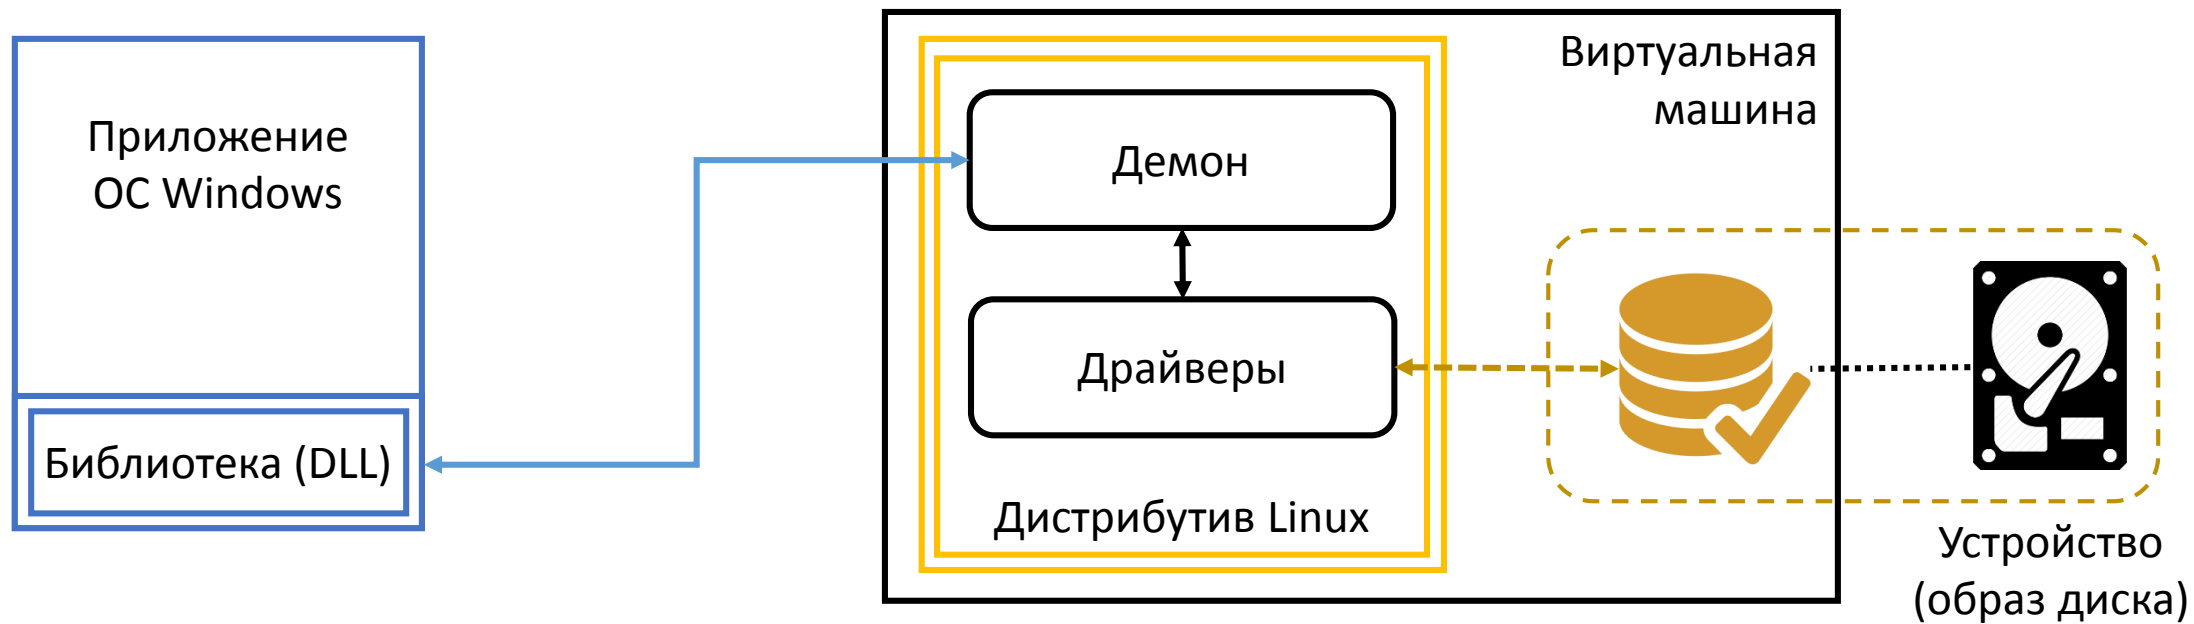 Приложение
ОС Windows
Библиотека (DLL)
Виртуальная
машина
Демон
Драйверы
Дистрибутив Linux
Устройство
(образ диска)